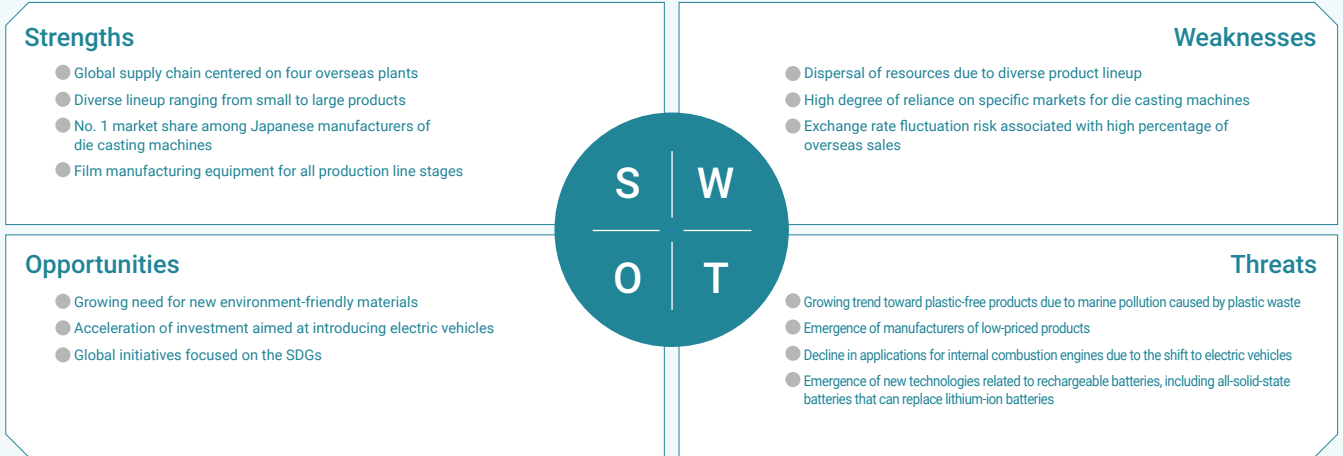 Strengths
Global supply chain centered on four overseas plants
Diverse lineup ranging from small to large products
No. 1 market share among Japanese manufacturers of
die casting machines
Film manufacturing equipment for all production line stages
Weaknesses
Dispersal of resources due to diverse product lineup
High degree of reliance on specific markets for die casting machines
Exchange rate fluctuation risk associated with high percentage of
overseas sales
S W
O T
Opportunities
Growing need for new environment-friendly materials
Acceleration of investment aimed at introducing electric vehicles
Global initiatives focused on the SDGs
Threats
Growing trend toward plastic-free products due to marine pollution caused by plastic waste
Emergence of manufacturers of low-priced products
Decline in applications for internal combustion engines due to the shift to electric vehicles
Emergence of new technologies related to rechargeable batteries, including all-solid-state
batteries that can replace lithium-ion batteries